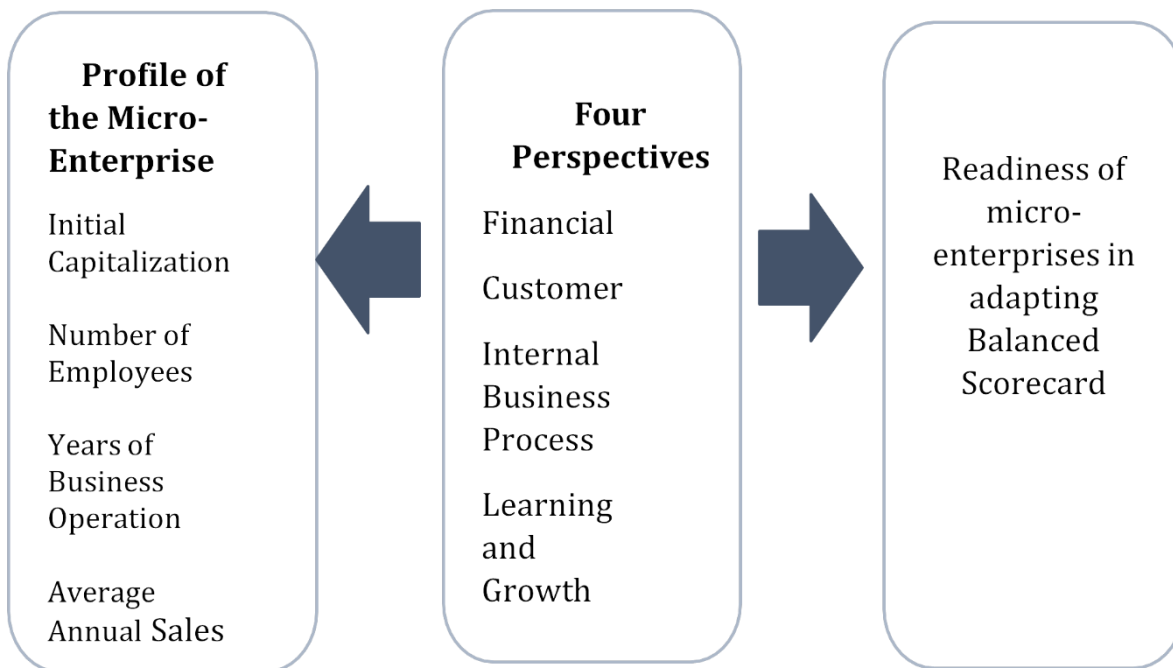 Profile of
the Micro-
Enterprise
Initial
Capitalization
Number of
Employees
Years of
Business
Operation
Average
Annual Sales
Four
Perspectives
Financial
Customer
Internal
Business
Process
Learning
and
Growth
Readiness of
micro-
enterprises in
adapting
Balanced
Scorecard